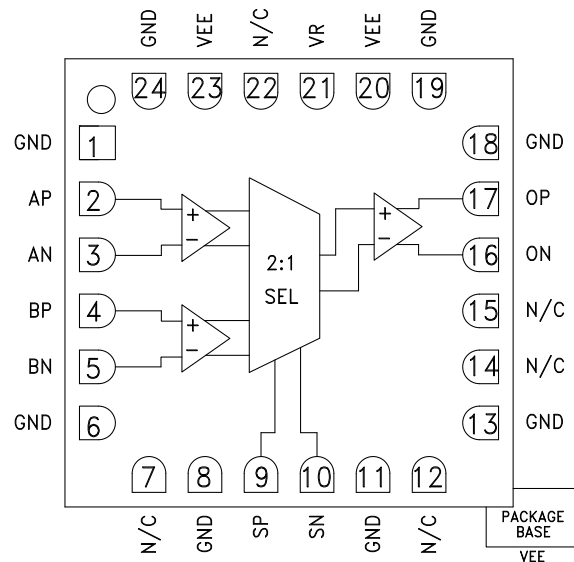 GND VEE N/C VR VEE GND
24 23 22 21 20 19
GND 1 18 GND
AP 2 + + 17 OP
AN 3 − − 16 ON
2:1
SEL
BP 4 + 15 N/C
BN 5 − 14 N/C
GND 6 13 GND
7 8 9 10 11 12
N/C GND SP SN GND N/C
PACKAGE
BASE
VEE